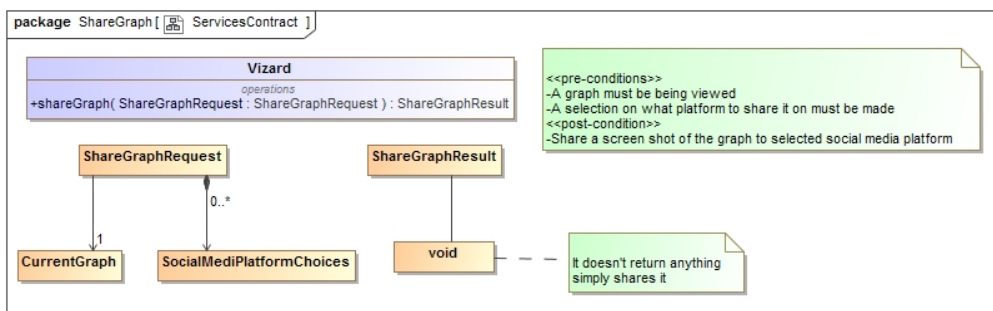 package ShareGraph [ ServicesContract ]
Vizard
operations
+shareGraph( ShareGraphRequest : ShareGraphRequest ) : ShareGraphResult
<<pre-conditions>>
-A graph must be being viewed
-A selection on what platform to share it on must be made
<<post-condition>>
-Share a screen shot of the graph to selected social media platform
ShareGraphRequest
ShareGraphResult
0..*
1
CurrentGraph
SocialMediPlatformChoices
void
It doesn't return anything
simply shares it